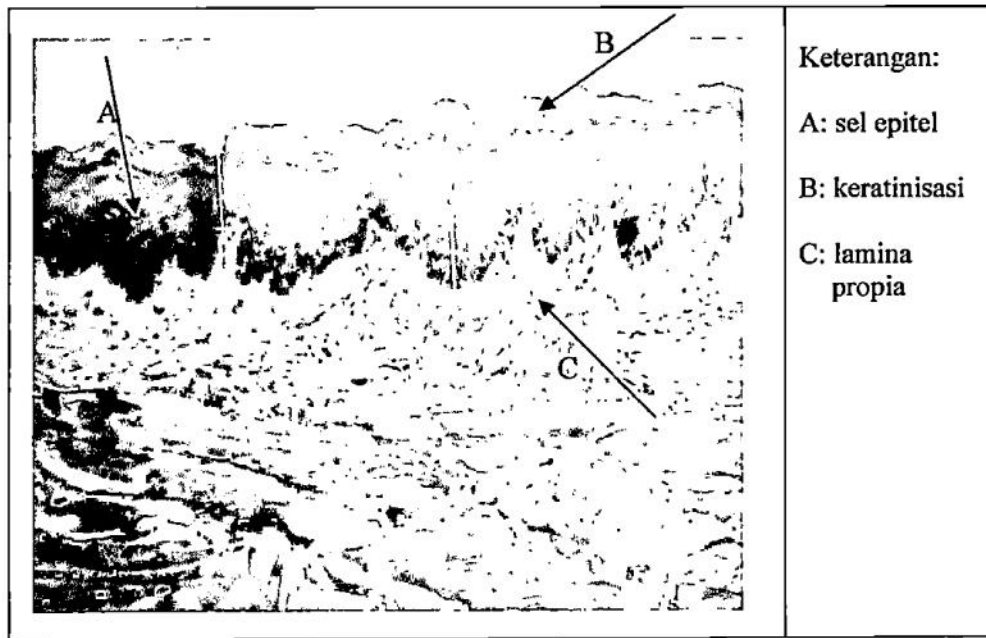 B
A
C
Keterangan:
A: sel epitel
B: keratinisasi
C: lamina
propia